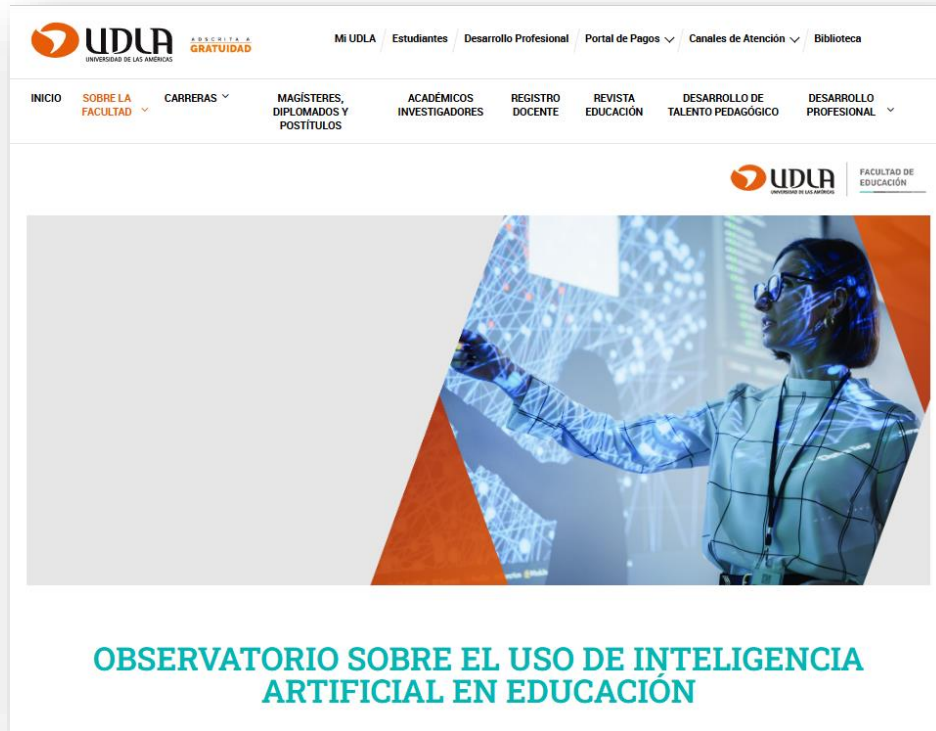 UDLA
UNIVERSIDAD DE LAS AMÉRICAS
ADSCRITA A
GRATUIDAD
Mi UDLA Estudiantes Desarrollo Profesional Portal de Pagos Canales de Atención Biblioteca
INICIO
SOBRE LA
FACULTAD
CARRERAS
MAGÍSTERES,
DIPLOMADOS Y
POSTÍTULOS
ACADÉMICOS
INVESTIGADORES
REGISTRO
DOCENTE
REVISTA
EDUCACIÓN
DESARROLLO DE
TALENTO PEDAGÓGICO
DESARROLLO
PROFESIONAL
UDLA
UNIVERSIDAD DE LAS AMÉRICAS
FACULTAD DE
EDUCACIÓN
OBSERVATORIO SOBRE EL USO DE INTELIGENCIA
ARTIFICIAL EN EDUCACIÓN